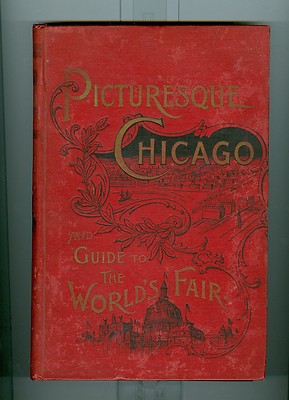 PICTURESQUE
CHICAGO
AND
GUIDE TO
THE
WORLD'S FAIR.